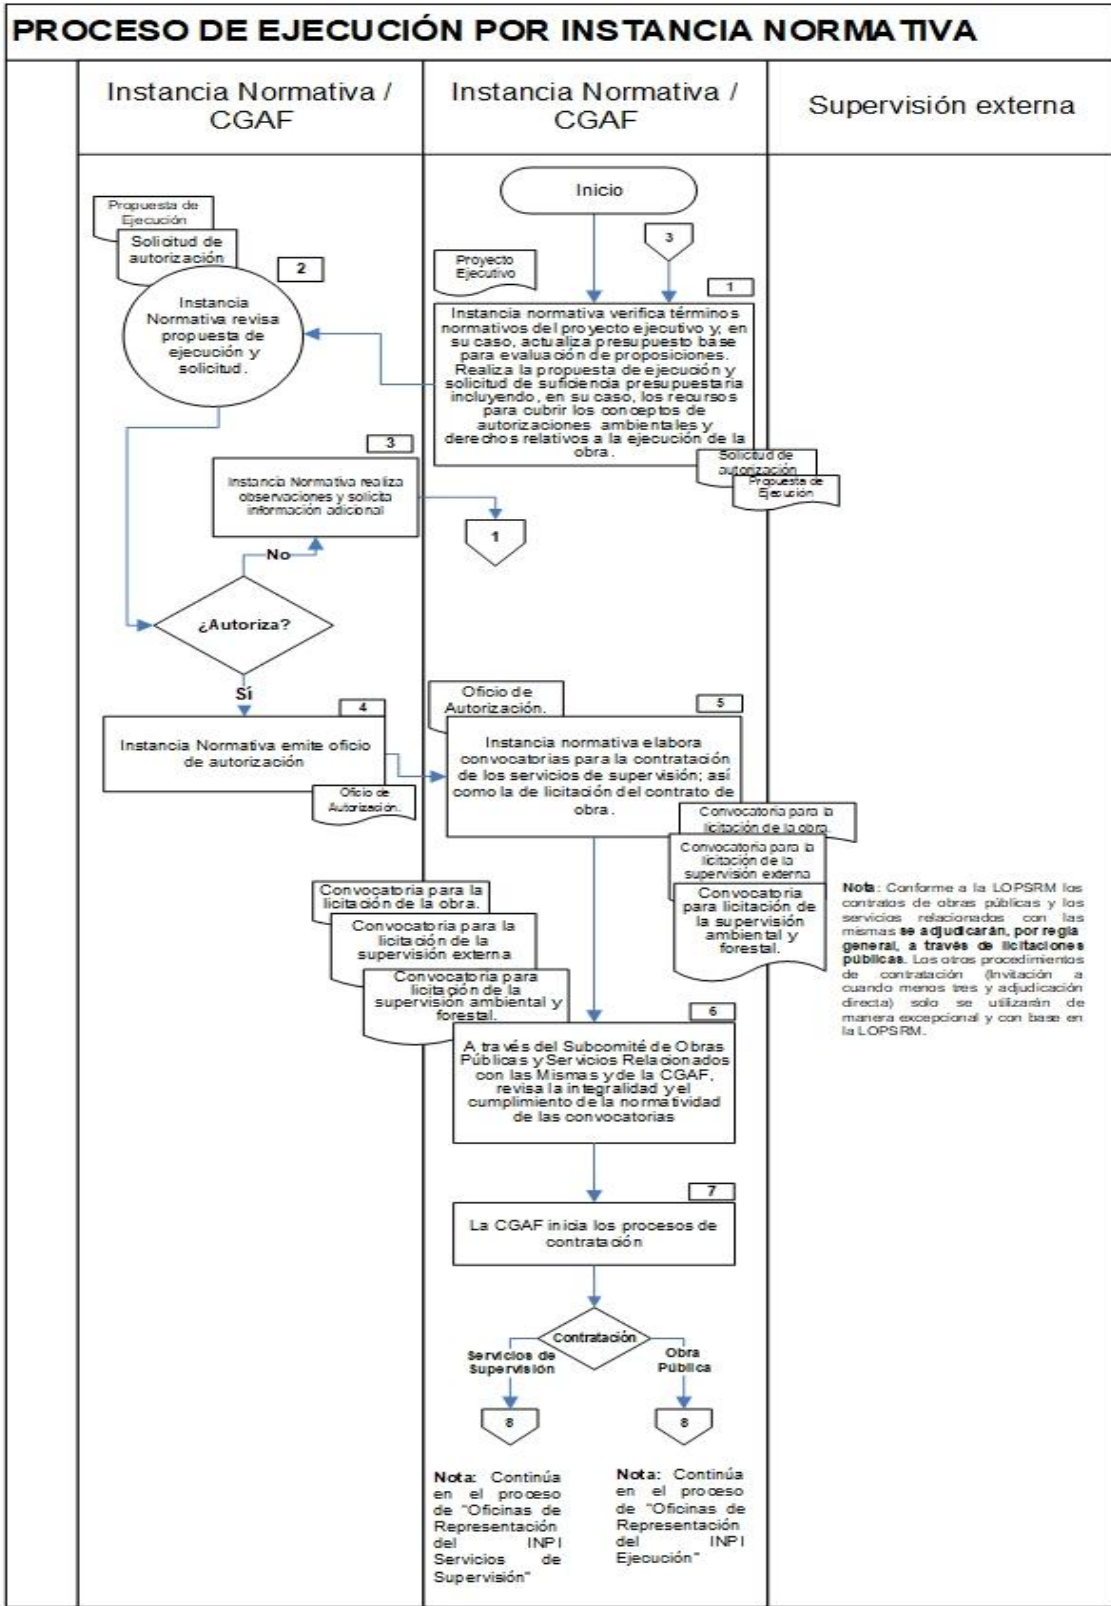 PROCESO DE EJECUCIÓN POR INSTANCIA NORMATIVA
Instancia Normativa /
CGAF
Instancia Normativa /
CGAF
Supervisión externa
Inicio
3
Proyecto
Ejecutivo
1
Instancia normativa verifica términos
normativos del proyecto ejecutivo y, en
su caso, actualiza presupuesto base
para evaluación de proposiciones.
Realiza la propuesta de ejecución y
solicitud de suficiencia presupuestaria
incluyendo, en su caso, los recursos
para cubrir los conceptos de
autorizaciones ambientales y
derechos relativos a la ejecución de la
obra.
Solicitud de
autorización
Propuesta de
Ejecución
Propuesta de
Ejecución
Solicitud de
autorización
2
Instancia
Normativa revisa
propuesta de
ejecución y
solicitud.
3
Instancia Normativa realiza
observaciones y solicita
información adicional
1
No
¿Autoriza?
Sí
4
Instancia Normativa emite oficio
de autorización
Oficio de
Autorización.
Oficio de
Autorización.
5
Instancia normativa elabora
convocatorias para la contratación
de los servicios de supervisión; así
como la de licitación del contrato de
obra.
Convocatoria para la
licitación de la obra.
Convocatoria para la
licitación de la
supervisión externa
Convocatoria
para licitación de
la supervisión
ambiental y
forestal.
Nota: Conforme a la LOPSRM los
contratos de obras públicas y los
servicios relacionados con las
mismas se adjudicarán, por regla
general, a través de licitaciones
públicas. Los otros procedimientos
de contratación (Invitación a
cuando menos tres y adjudicación
directa) solo se utilizarán de
manera excepcional y con base en
la LOPSRM.
Convocatoria para la
licitación de la obra.
Convocatoria para la
licitación de la
supervisión externa
Convocatoria para
licitación de la
supervisión ambiental y
forestal.
6
A través del Subcomité de Obras
Públicas y Servicios Relacionados
con las Mismas y de la CGAF,
revisa la integralidad y el
cumplimiento de la normatividad
de las convocatorias
7
La CGAF inicia los procesos de
contratación
Contratación
Servicios de
Supervisión
Obra
Pública
8
8
Nota: Continúa
en el proceso
de "Oficinas de
Representación
del INPI
Servicios de
Supervisión"
Nota: Continúa
en el proceso
de "Oficinas de
Representación
del INPI
Ejecución"